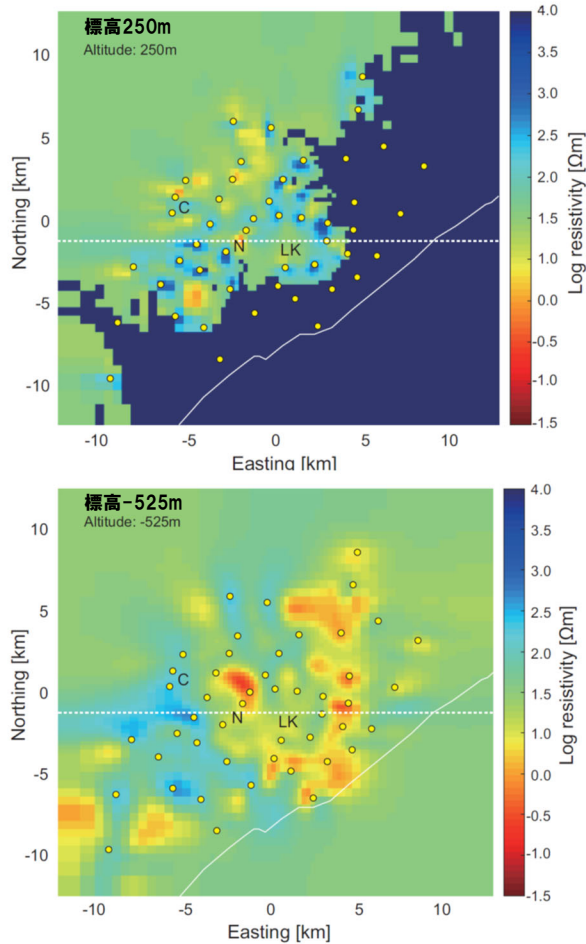 標高250m
Altitude: 250m
10
5
0
-5
-10
Northing [km]
C
N
LK
-10
-5
0
5
10
Easting [km]
4.0
3.5
3.0
2.5
2.0
1.5
1.0
0.5
0.0
-0.5
-1.0
-1.5
Log resistivity [Ωm]
標高-525m
Altitude: -525m
10
5
0
-5
-10
Northing [km]
C
N
LK
-10
-5
0
5
10
Easting [km]
4.0
3.5
3.0
2.5
2.0
1.5
1.0
0.5
0.0
-0.5
-1.0
-1.5
Log resistivity [Ωm]